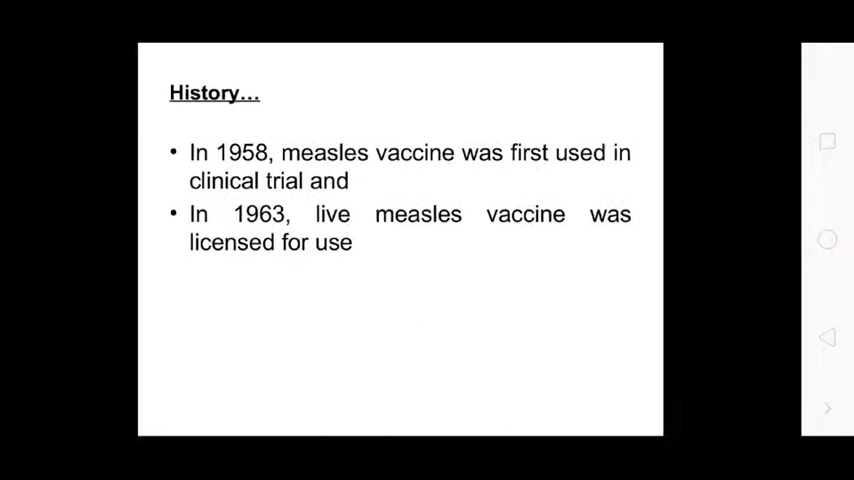 History...
• In 1958, measles vaccine was first used in
clinical trial and
• In 1963, live measles vaccine was
licensed for use